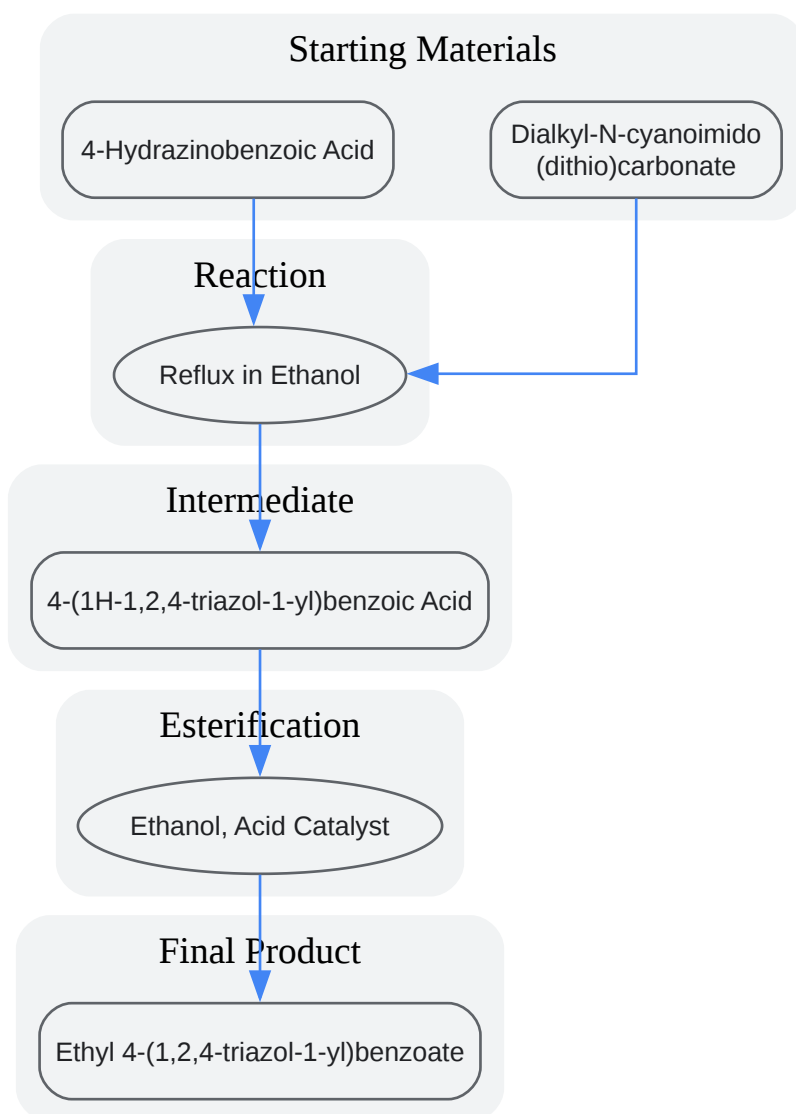 Starting Materials
4-Hydrazinobenzoic Acid
Dialkyl-N-cyanoimido
(dithio)carbonate
Reaction
Reflux in Ethanol
Intermediate
4-(1H-1,2,4-triazol-1-yl)benzoic Acid
Esterification
Ethanol, Acid Catalyst
Final Product
Ethyl 4-(1,2,4-triazol-1-yl)benzoate